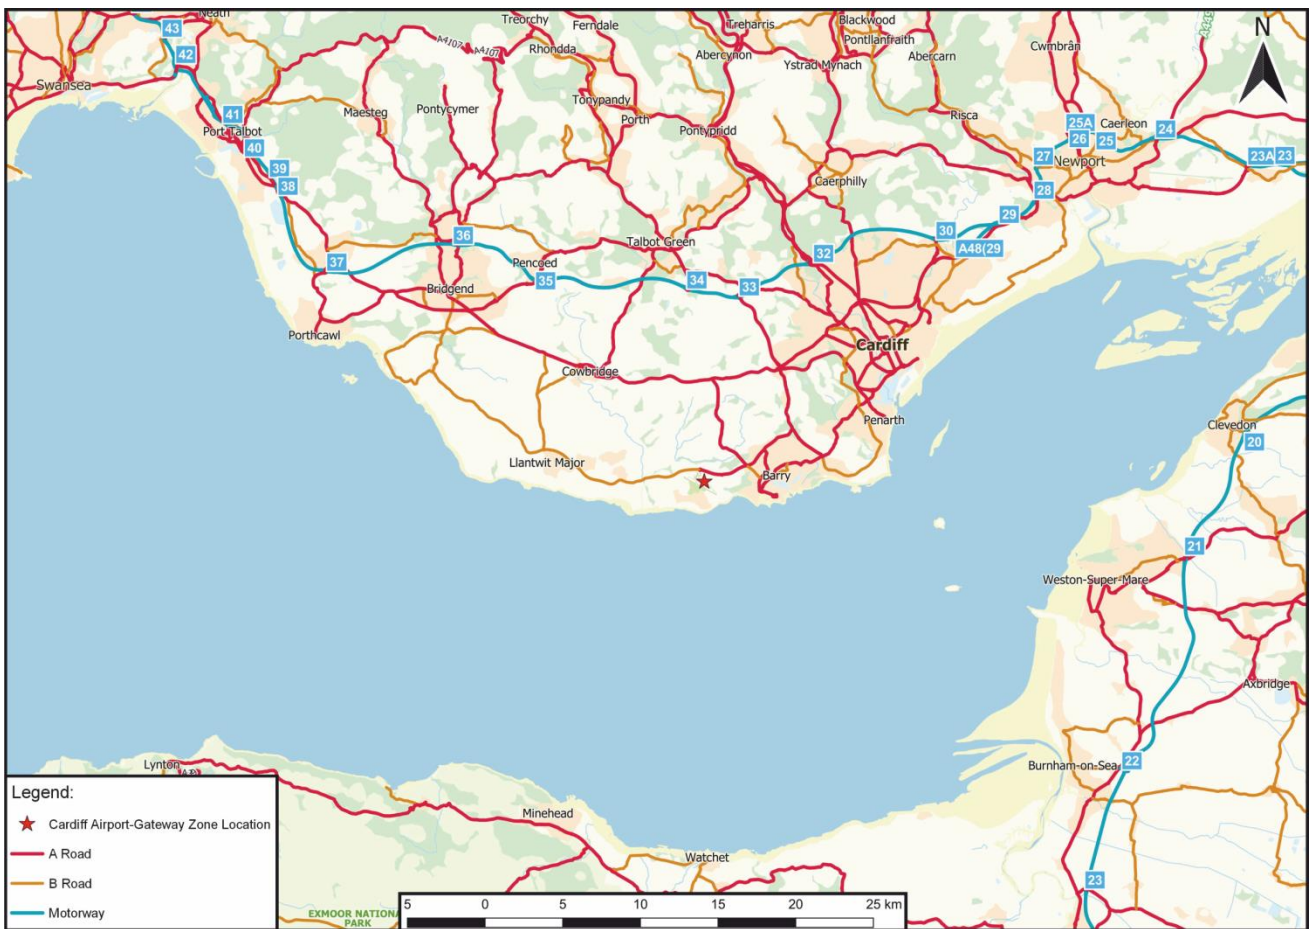 43
Neath
Treorchy
Ferndale
Treharris
Blackwood
A449
N
42
A4107
A4107
Rhondda
Abercynon
Pontllanfraith
Abercarn
Cwmbrân
Swansea
Ystrad Mynach
Maesteg
Pontycymer
Tonypandy
Porth
Pontypridd
Risca
41
Port Talbot
25A
Caerleon
24
26
25
40
27
Newport
23A
23
39
Caerphilly
38
28
29
36
Talbot Green
30
A48(29
37
Pencoed
32
35
34
33
Bridgend
Porthcawl
Cardiff
Cowbridge
Penarth
Clevedon
20
Llantwit Major
Barry
21
Weston-Super-Mare
Axbridge
Lynton
22
Burnham-on-Sea
Legend:
Cardiff Airport-Gateway Zone Location
A Road
B Road
Motorway
Minehead
Watchet
23
EXMOOR NATIONA
PARK
5 0 5 10 15 20 25 km